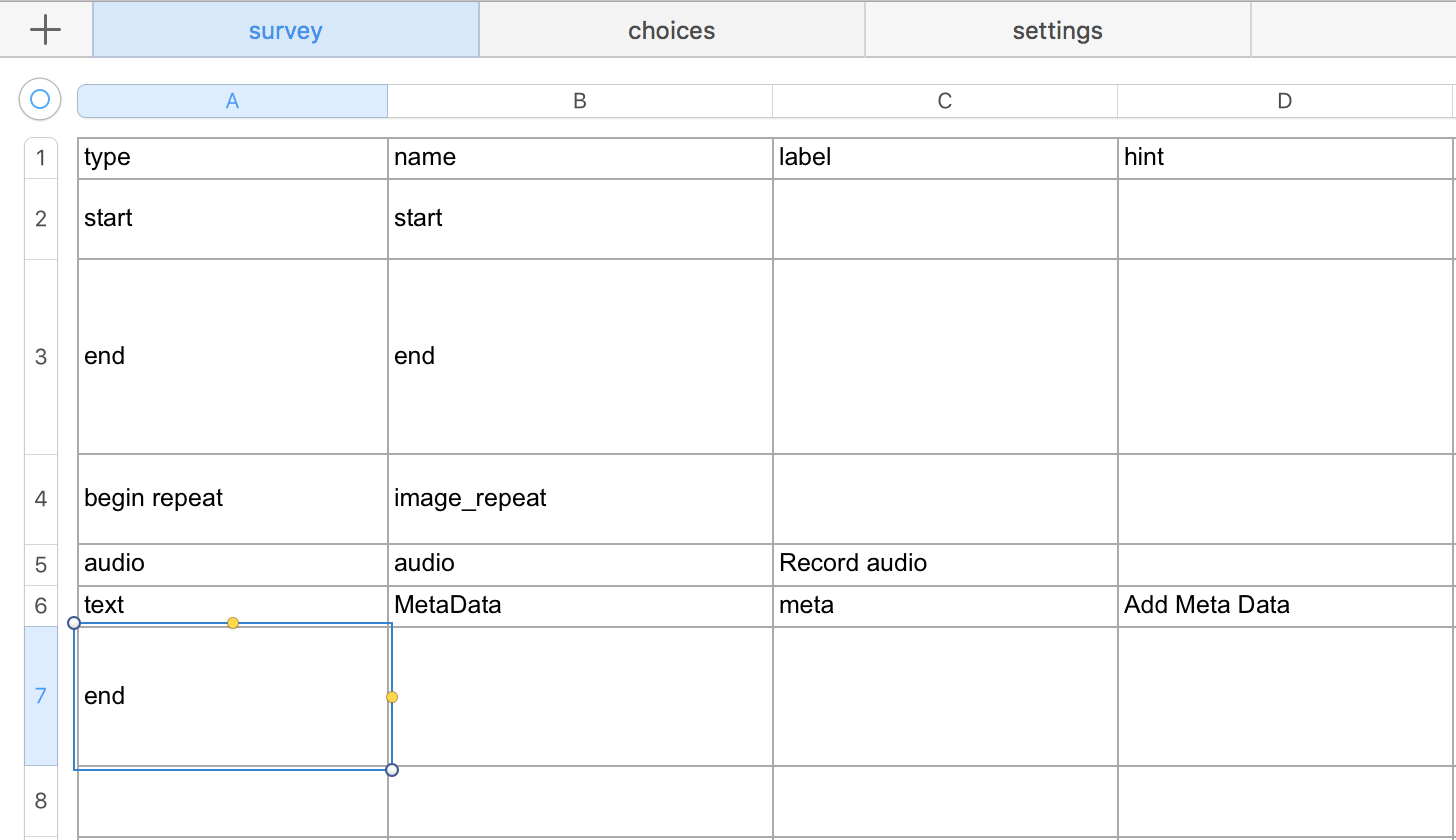 survey choices settings
A B C D
1 type name label hint
2 start start
3 end end
4 begin repeat image_repeat
5 audio audio Record audio
6 text MetaData meta Add Meta Data
7 end
8